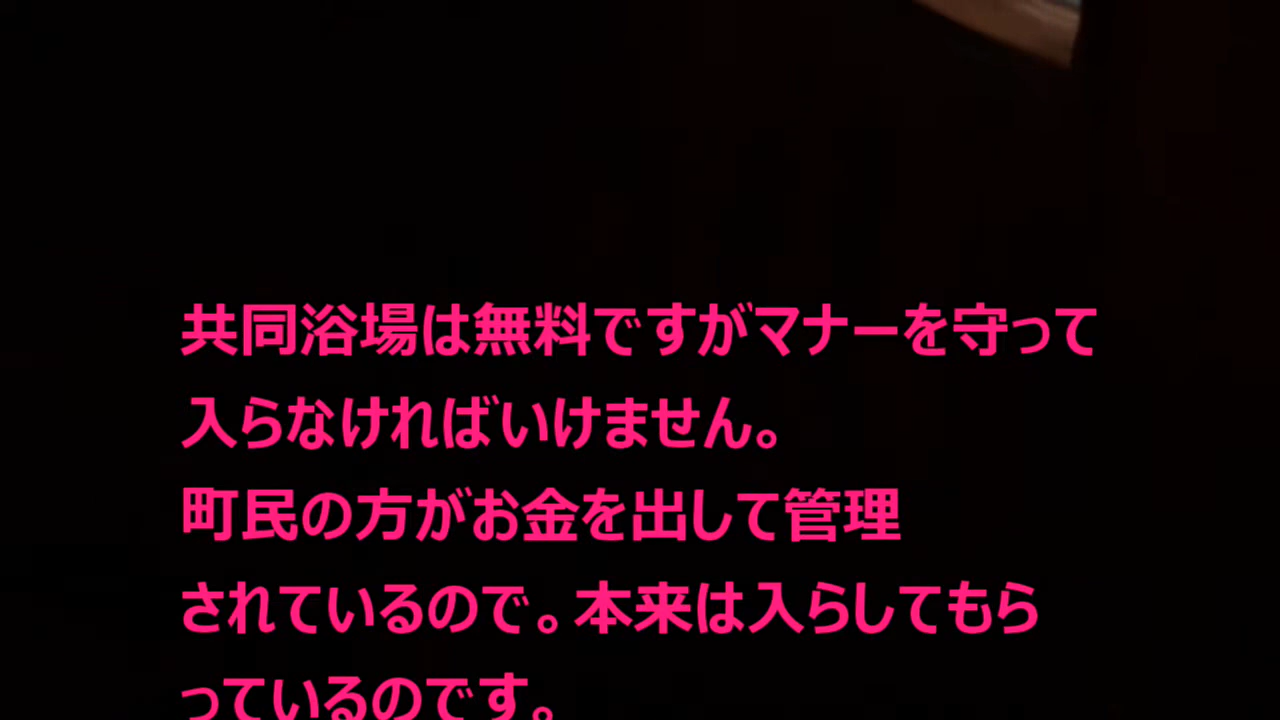 共同浴場は無料ですがマナーを守って
入らなければいけません。
町民の方がお金を出して管理
されているので。本来は入らしてもら
っているのです。